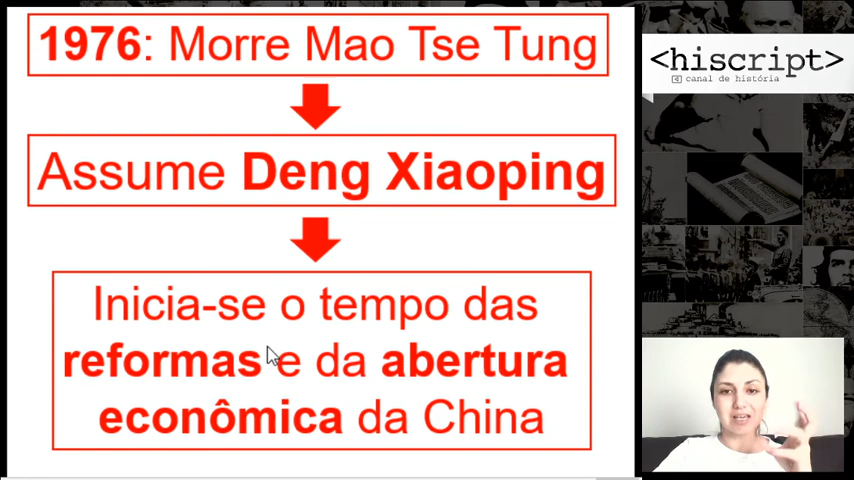 1976: Morre Mao Tse Tung
Assume Deng Xiaoping
Inicia-se o tempo das
reformas e da abertura
econômica da China
<hiscript>
canal de história